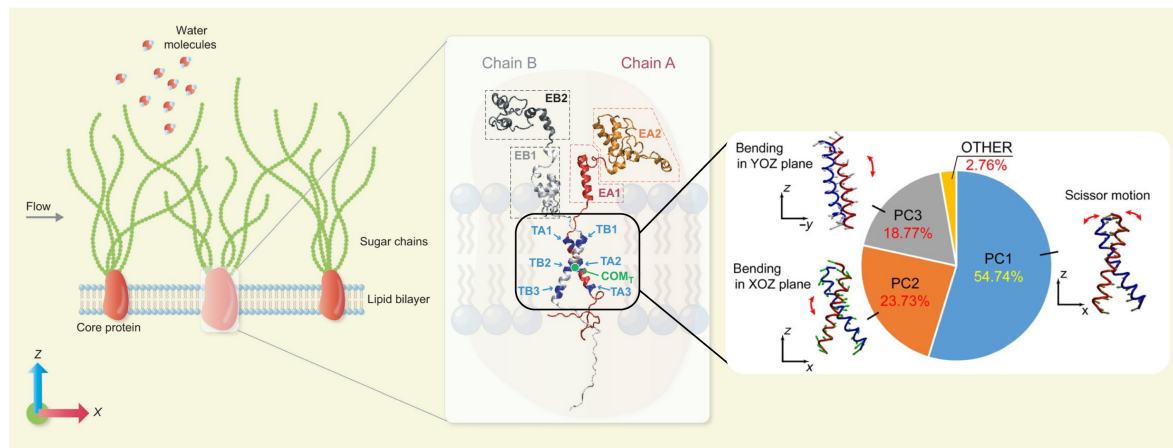 Water
molecules
Flow
Sugar chains
Lipid bilayer
Core protein
Z
X
Chain B
Chain A
EB2
EA2
EB1
EA1
TA1
TB1
TB2
TA2
COMT
TB3
TA3
Bending
in YOZ plane
z
–y
Bending
in XOZ plane
z
x
OTHER
2.76%
PC3
18.77%
PC2
23.73%
PC1
54.74%
Scissor motion
z
x